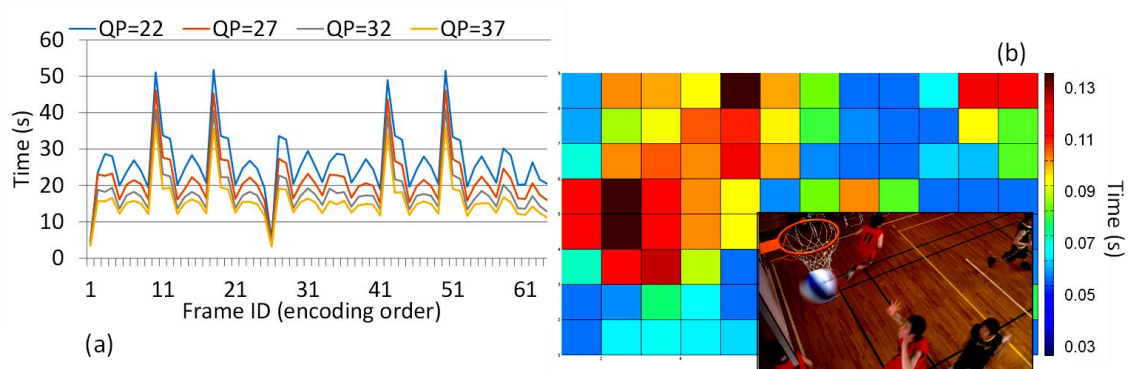 QP=22 QP=27 QP=32 QP=37
60
50
40
30
20
10
0
Time (s)
1 11 21 31 41 51 61
Frame ID (encoding order)
(a)
(b)
0.13
0.11
0.09
0.07
0.05
0.03
Time (s)